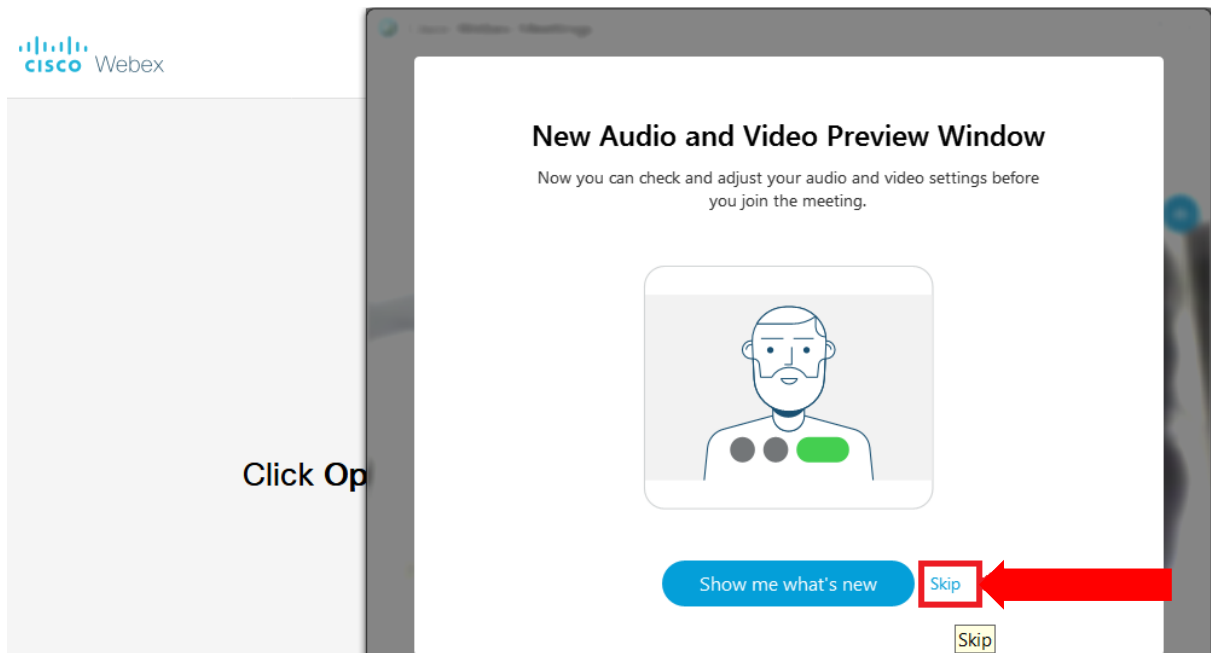 CISCO Webex
New Audio and Video Preview Window
Now you can check and adjust your audio and video settings before
you join the meeting.
Click Op
Show me what's new Skip
Skip